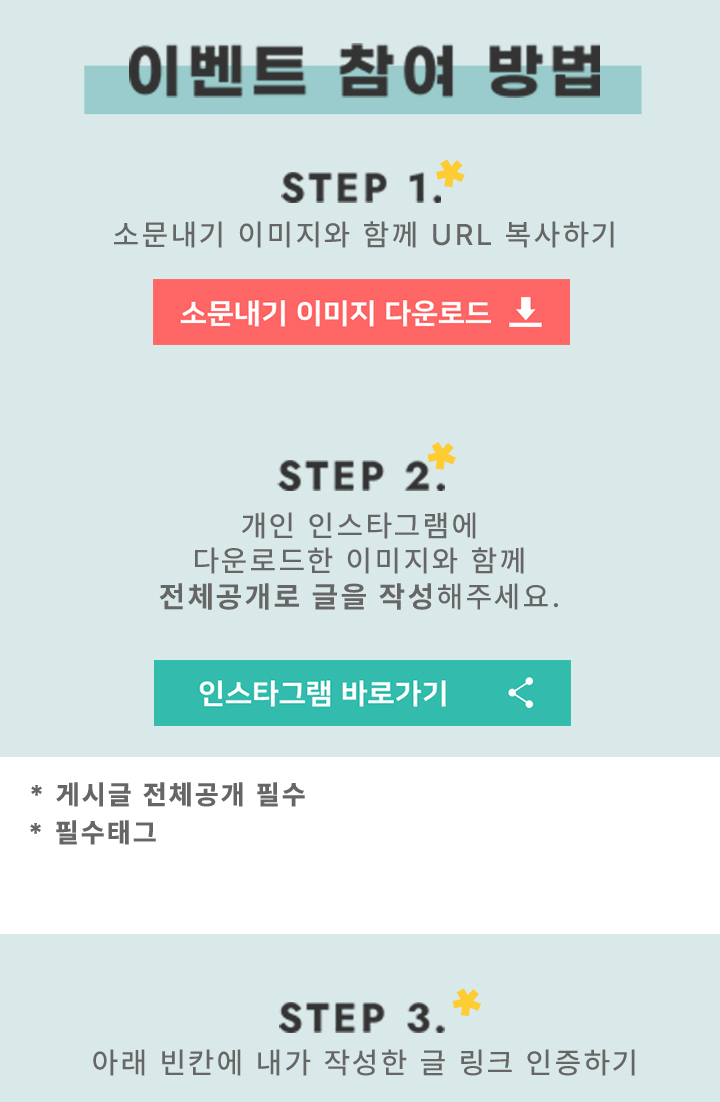 이벤트 참여 방법
STEP 1.
소문내기 이미지와 함께 URL 복사하기
소문내기 이미지 다운로드
STEP 2.
개인 인스타그램에
다운로드한 이미지와 함께
전체공개로 글을 작성해주세요.
인스타그램 바로가기
* 게시글 전체공개 필수
* 필수태그
STEP 3.
아래 빈칸에 내가 작성한 글 링크 인증하기